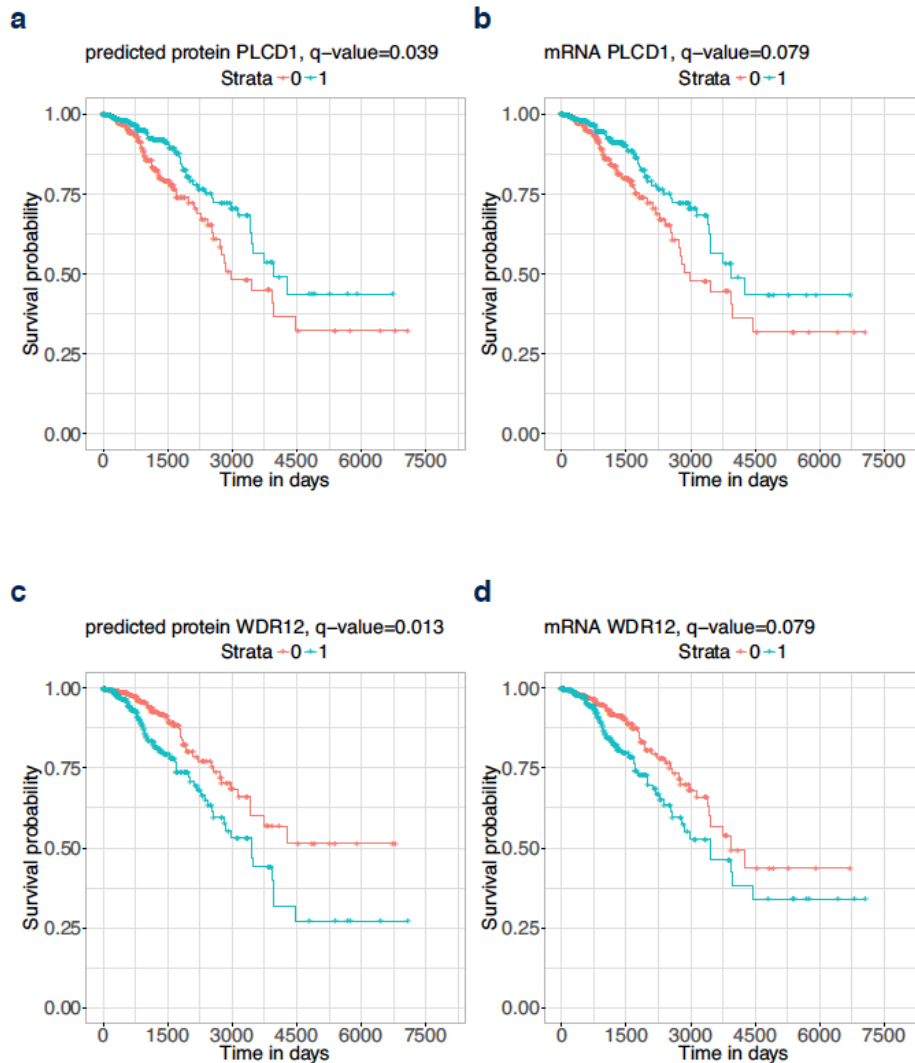 a
predicted protein PLCD1, q-value=0.039
Strata 0 1
Survival probability
1.00
0.75
0.50
0.25
0.00
0 1500 3000 4500 6000 7500
Time in days
b
mRNA PLCD1, q-value=0.079
Strata 0 1
Survival probability
1.00
0.75
0.50
0.25
0.00
0 1500 3000 4500 6000 7500
Time in days
c
predicted protein WDR12, q-value=0.013
Strata 0 1
Survival probability
1.00
0.75
0.50
0.25
0.00
0 1500 3000 4500 6000 7500
Time in days
d
mRNA WDR12, q-value=0.079
Strata 0 1
Survival probability
1.00
0.75
0.50
0.25
0.00
0 1500 3000 4500 6000 7500
Time in days